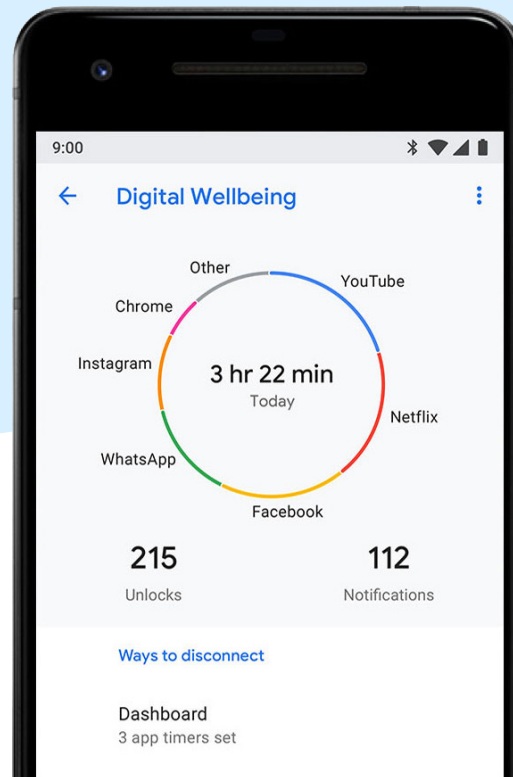 9:00
Digital Wellbeing
Other
YouTube
Chrome
Instagram
3 hr 22 min
Today
Netflix
WhatsApp
Facebook
215
112
Unlocks
Notifications
Ways to disconnect
Dashboard
3 app timers set